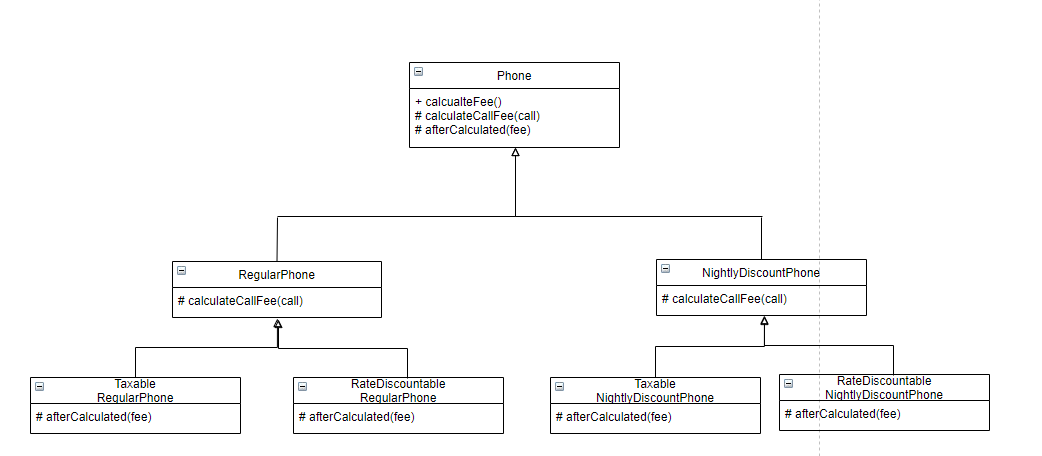 Phone
+ calcualteFee()
# calculateCallFee(call)
# afterCalculated(fee)
RegularPhone
# calculateCallFee(call)
NightlyDiscountPhone
# calculateCallFee(call)
Taxable
RegularPhone
# afterCalculated(fee)
RateDiscountable
RegularPhone
# afterCalculated(fee)
Taxable
NightlyDiscountPhone
# afterCalculated(fee)
RateDiscountable
NightlyDiscountPhone
# afterCalculated(fee)